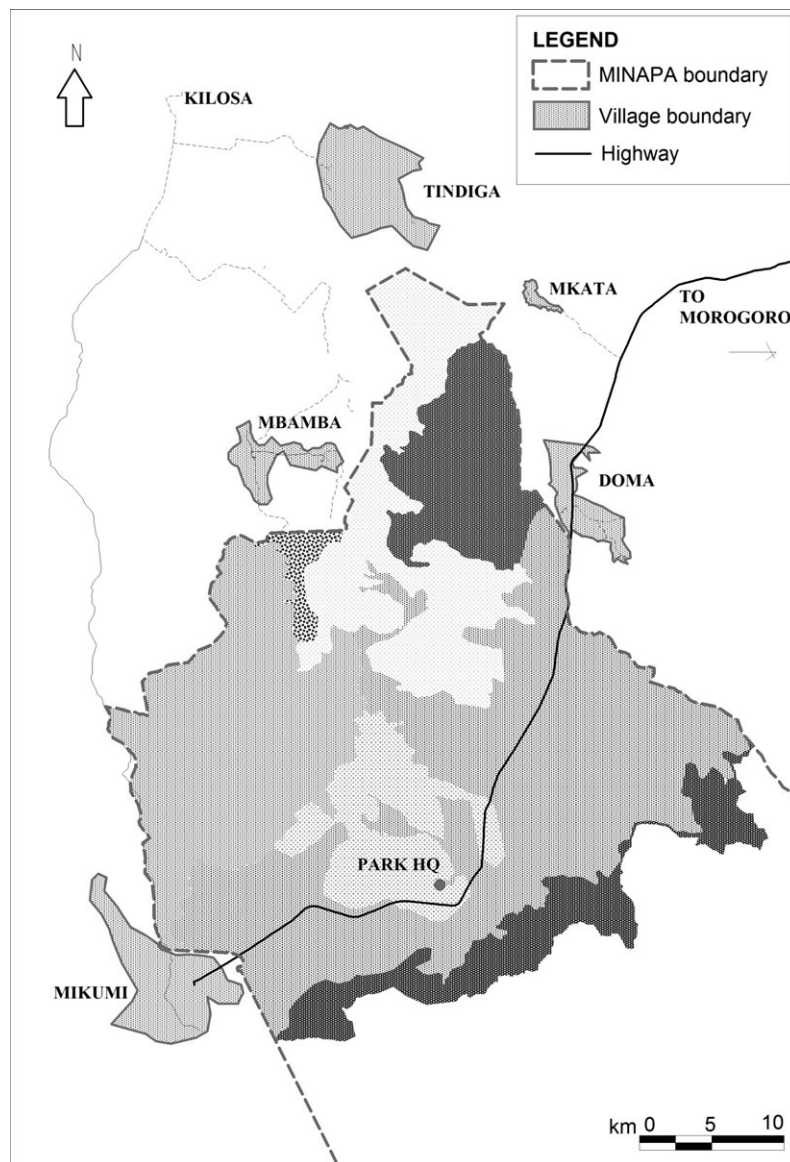 LEGEND
MINAPA boundary
Village boundary
Highway
N
KILOSA
TINDIGA
MKATA
TO
MOROGORO
MBAMBA
DOMA
PARK HQ
MIKUMI
km 0 5 10